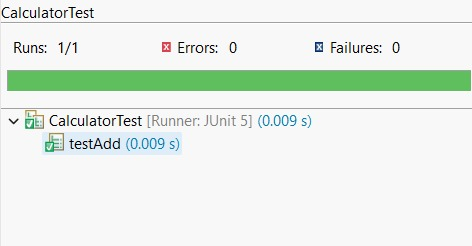 CalculatorTest
Runs: 1/1 Errors: 0 Failures: 0
CalculatorTest [Runner: JUnit 5] (0.009 s)
testAdd (0.009 s)